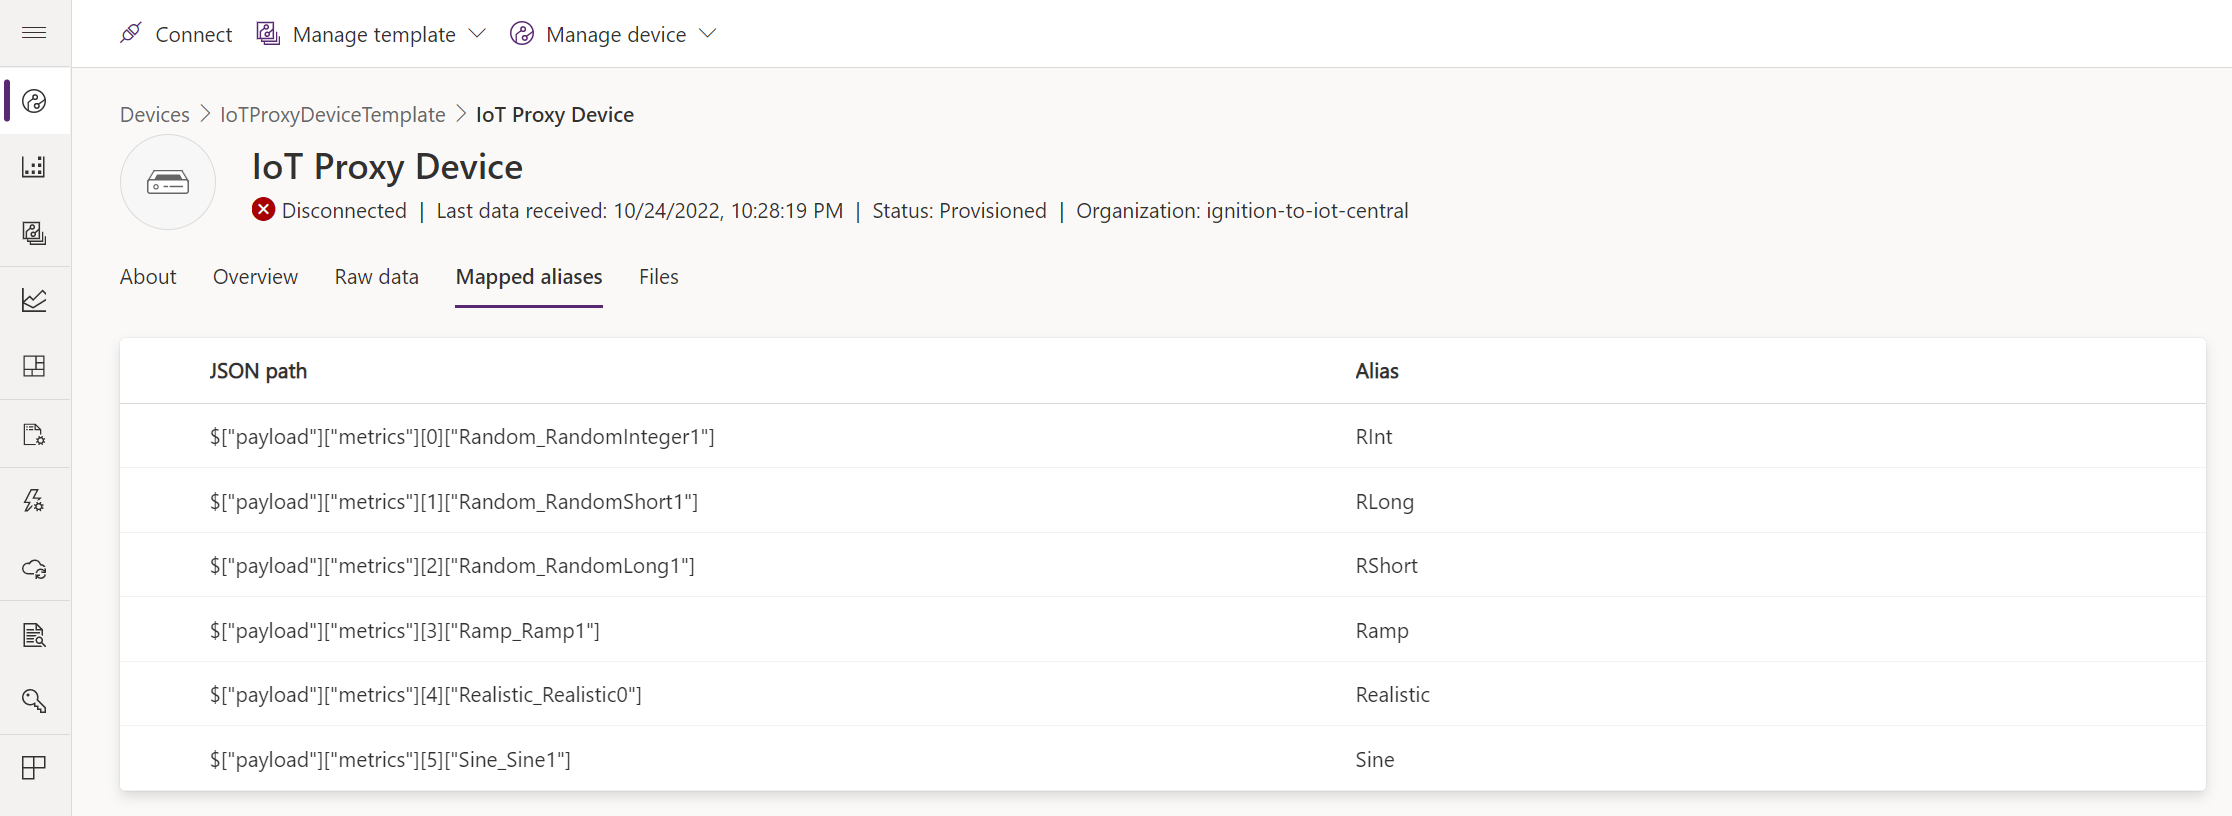 Connect Manage template Manage device
Devices > IoTProxyDeviceTemplate > IoT Proxy Device
IoT Proxy Device
Disconnected | Last data received: 10/24/2022, 10:28:19 PM | Status: Provisioned | Organization: ignition-to-iot-central
About Overview Raw data Mapped aliases Files
JSON path Alias
$["payload"]["metrics"][0]["Random_RandomInteger1"] RInt
$["payload"]["metrics"][1]["Random_RandomShort1"] RLong
$["payload"]["metrics"][2]["Random_RandomLong1"] RShort
$["payload"]["metrics"][3]["Ramp_Ramp1"] Ramp
$["payload"]["metrics"][4]["Realistic_Realistic0"] Realistic
$["payload"]["metrics"][5]["Sine_Sine1"] Sine